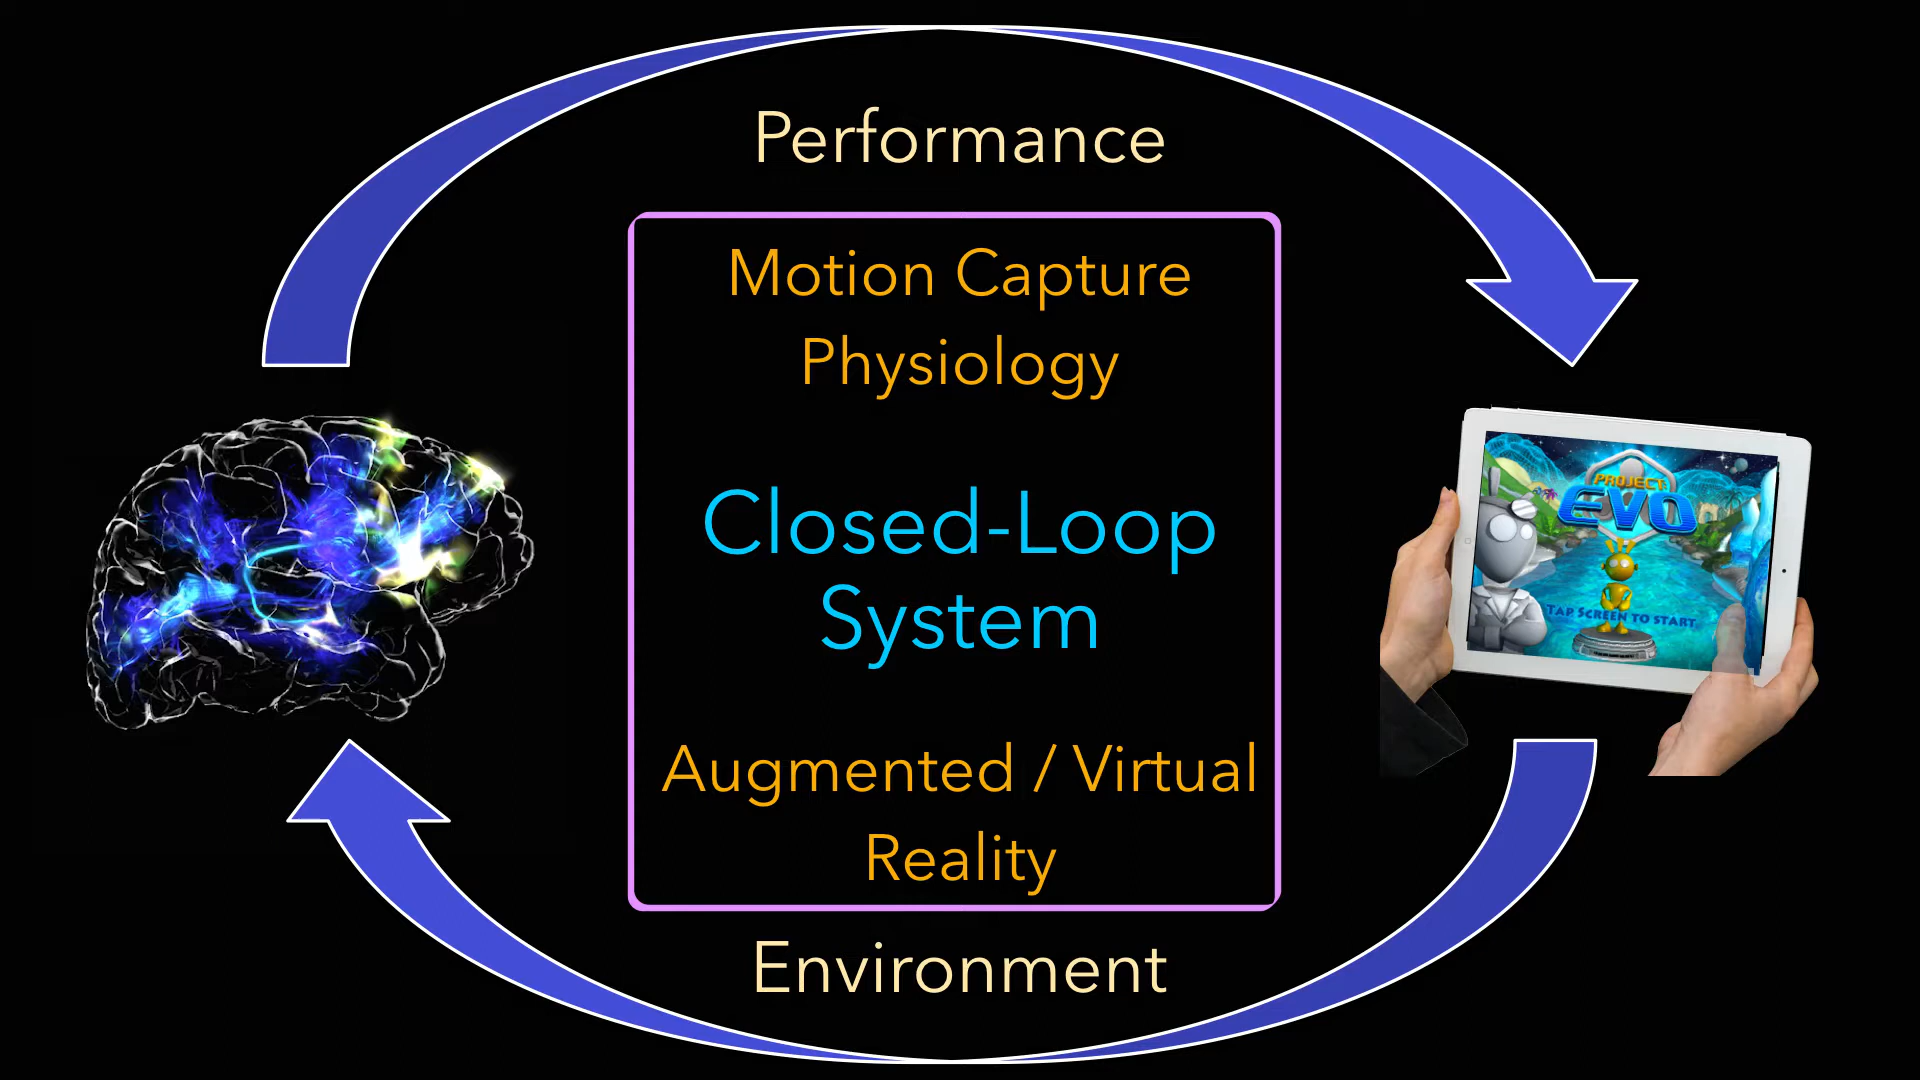 Performance
Motion Capture
Physiology
Closed-Loop
System
PROJECT:
EVO
TAP SCREEN TO START
Augmented / Virtual
Reality
Environment